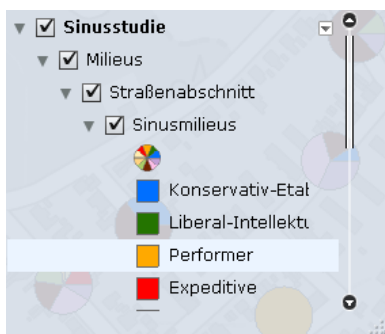 Sinusstudie
Milieus
Straßenabschnitt
Sinusmilieus
Konservativ-Etal
Liberal-Intellektu
Performer
Expeditive